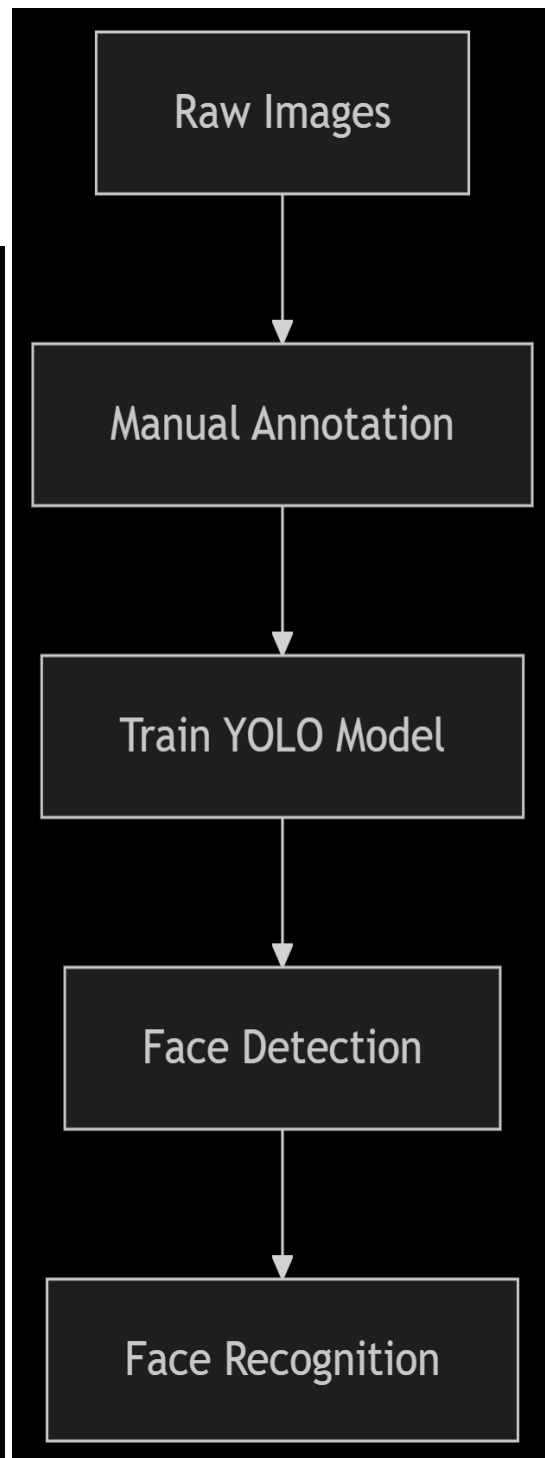 Raw Images
Manual Annotation
Train YOLO Model
Face Detection
Face Recognition